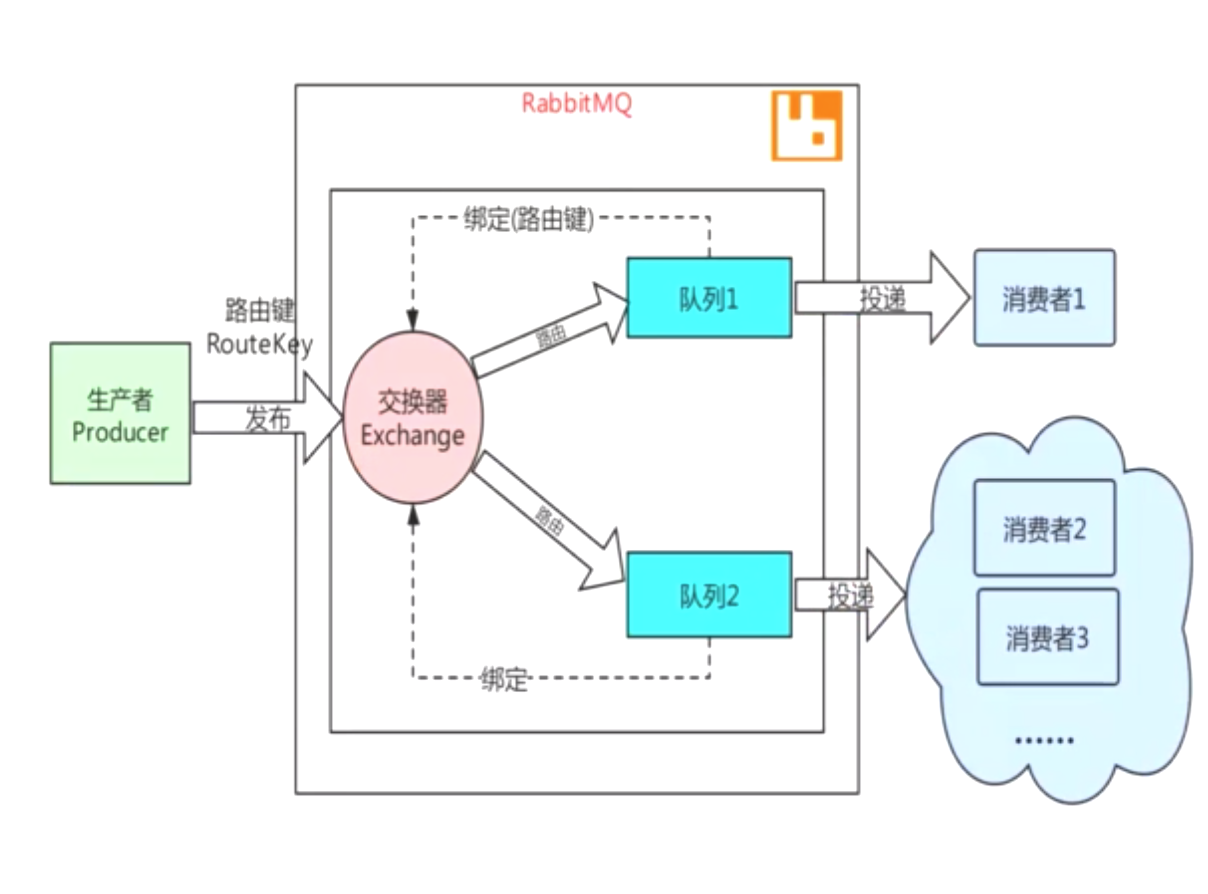 RabbitMQ
绑定(路由键)
路由键
RouteKey
生产者
Producer
发布
交换器
Exchange
路由
队列1
投递
消费者1
路由
队列2
投递
消费者2
消费者3
......
绑定